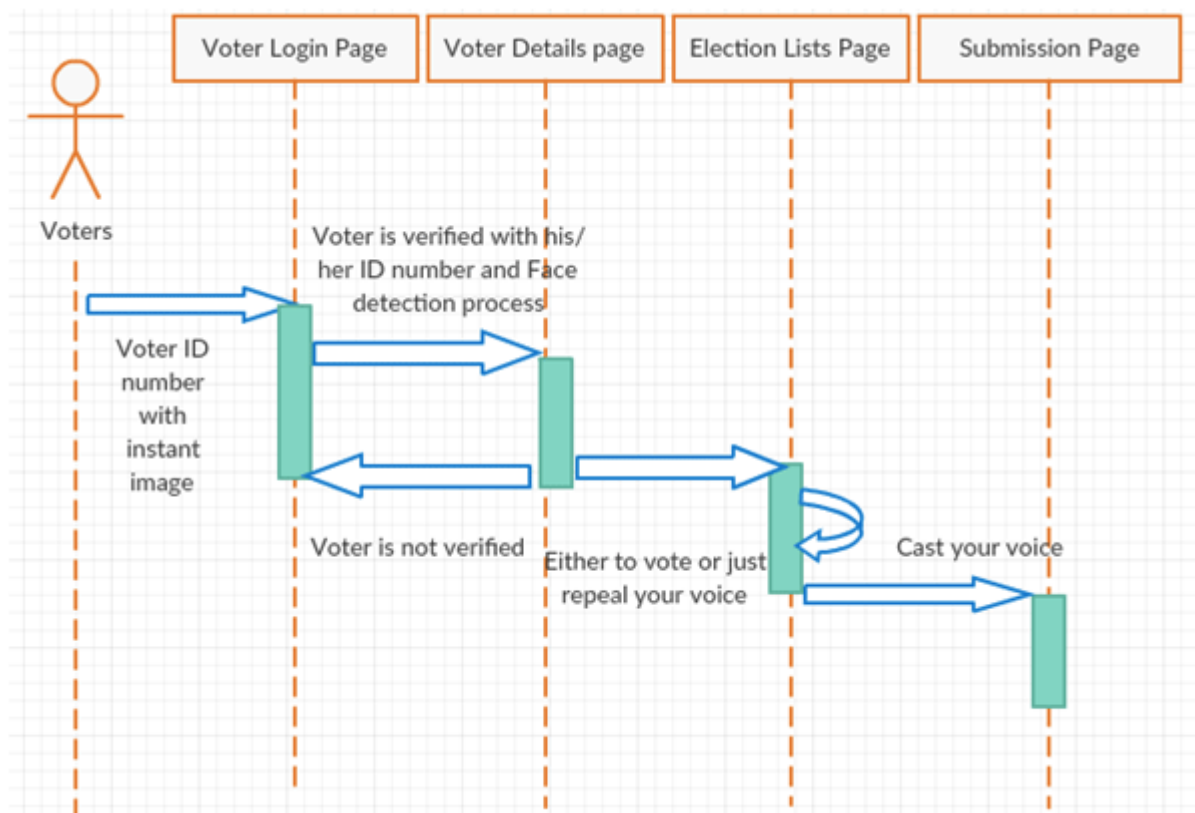 Voter Login Page
Voter Details page
Election Lists Page
Submission Page
Voters
Voter is verified with his/
her ID number and Face
detection process
Voter ID
number
with
instant
image
Voter is not verified
Either to vote or just
repeal your voice
Cast your voice